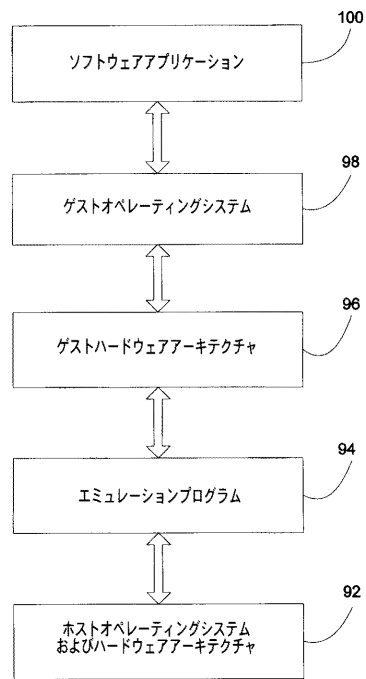 100
ソフトウェアアプリケーション
98
ゲストオペレーティングシステム
96
ゲストハードウェアアーキテクチャ
94
エミュレーションプログラム
92
ホストオペレーティングシステム
およびハードウェアアーキテクチャ